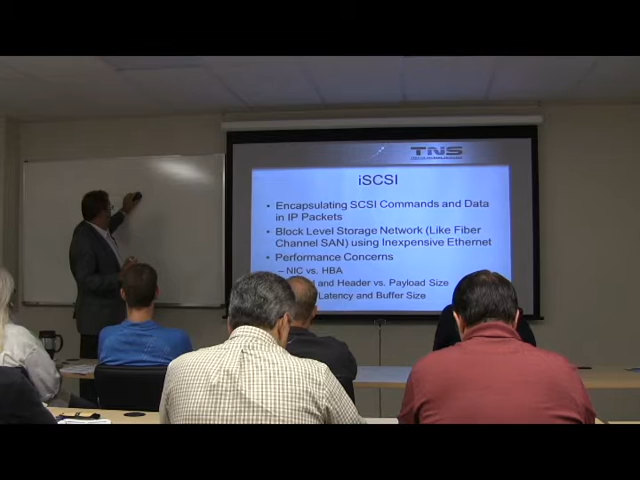 TNS
iSCSI
• Encapsulating SCSI Commands and Data
in IP Packets
• Block Level Storage Network (Like Fiber
Channel SAN) using Inexpensive Ethernet
• Performance Concerns
– NIC vs. HBA
and Header vs. Payload Size
Latency and Buffer Size